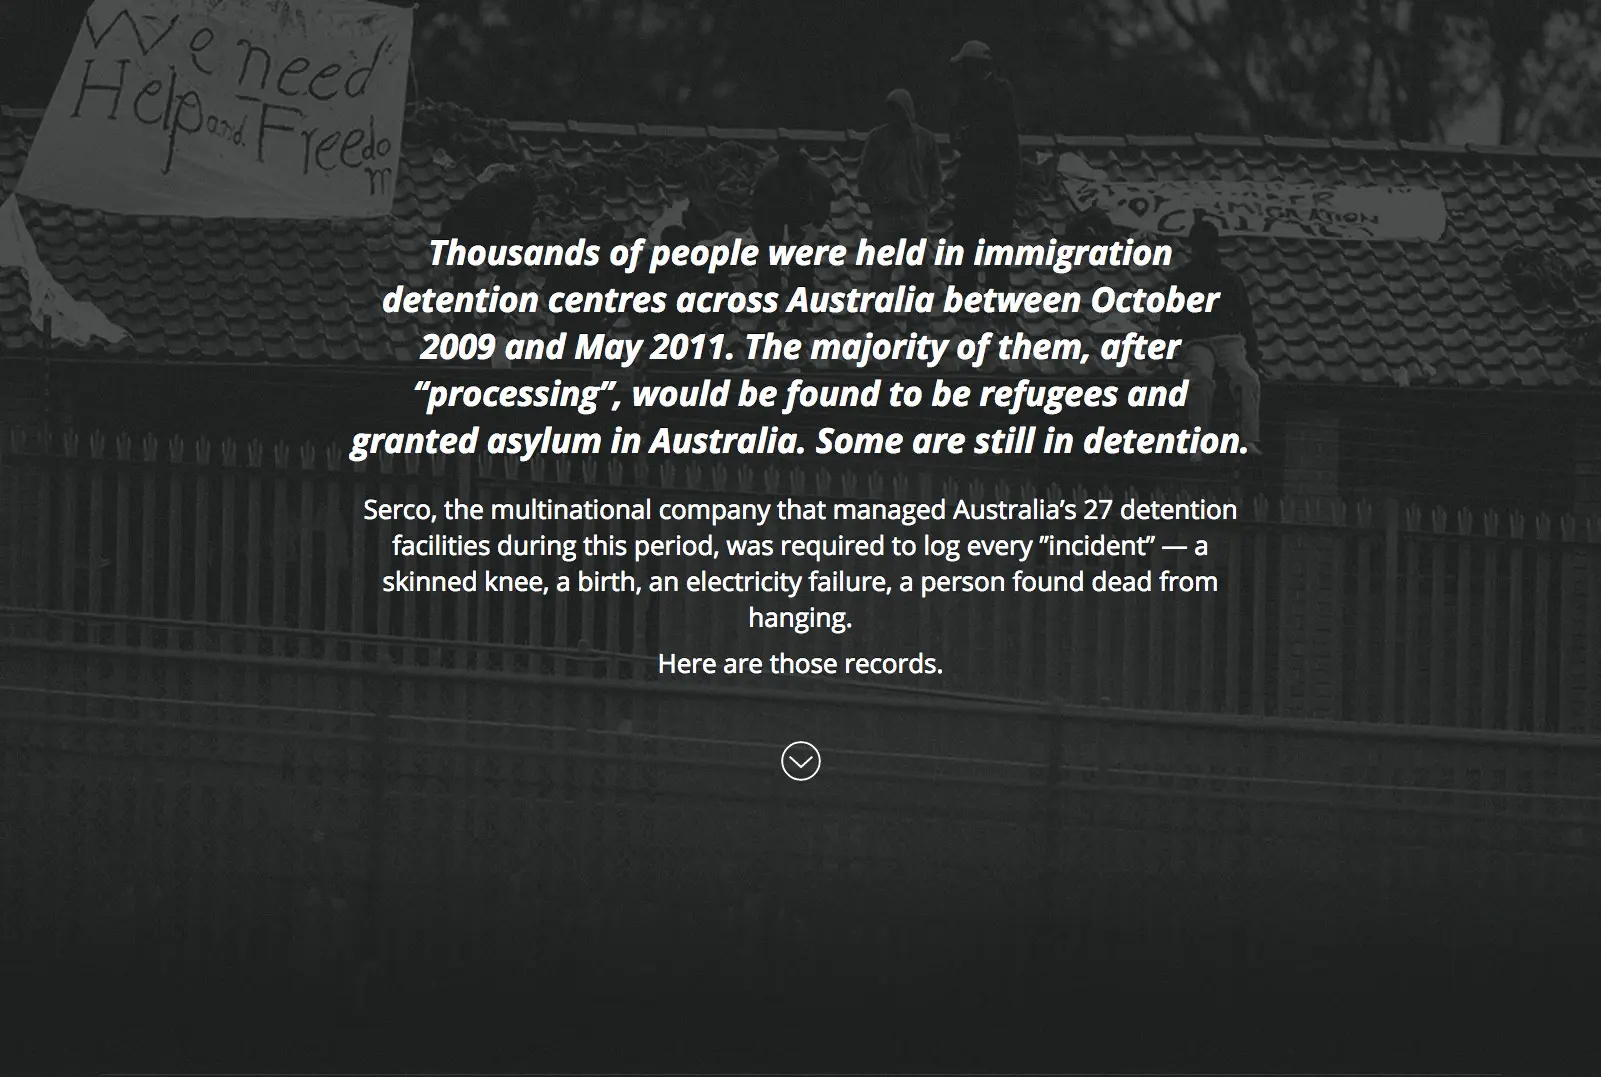 We need
Help and Freedo
m
IMMIGRATION
Thousands of people were held in immigration
detention centres across Australia between October
2009 and May 2011. The majority of them, after
“processing”, would be found to be refugees and
granted asylum in Australia. Some are still in detention.
Serco, the multinational company that managed Australia’s 27 detention
facilities during this period, was required to log every ”incident” — a
skinned knee, a birth, an electricity failure, a person found dead from
hanging.
Here are those records.